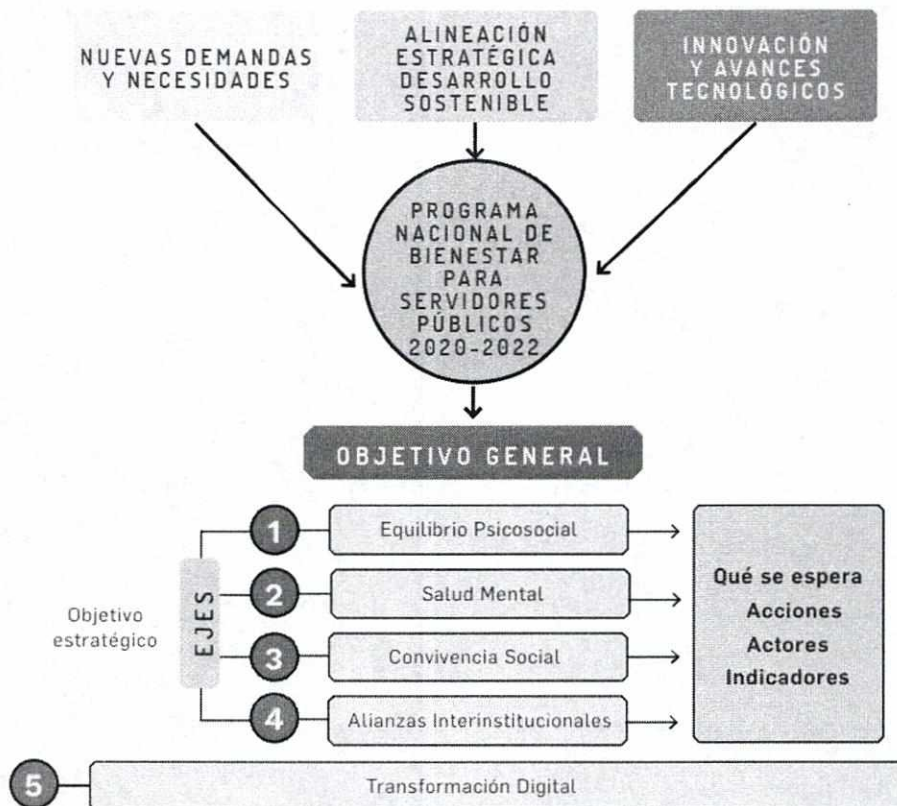 NUEVAS DEMANDAS
Y NECESIDADES
ALINEACIÓN
ESTRATÉGICA
DESARROLLO
SOSTENIBLE
INNOVACIÓN
Y AVANCES
TECNOLÓGICOS
PROGRAMA
NACIONAL DE
BIENESTAR
PARA
SERVIDORES
PÚBLICOS
2020-2022
OBJETIVO GENERAL
Objetivo
estratégico
EJES
1
Equilibrio Psicosocial
2
Salud Mental
3
Convivencia Social
4
Alianzas Interinstitucionales
Qué se espera
Acciones
Actores
Indicadores
5
Transformación Digital